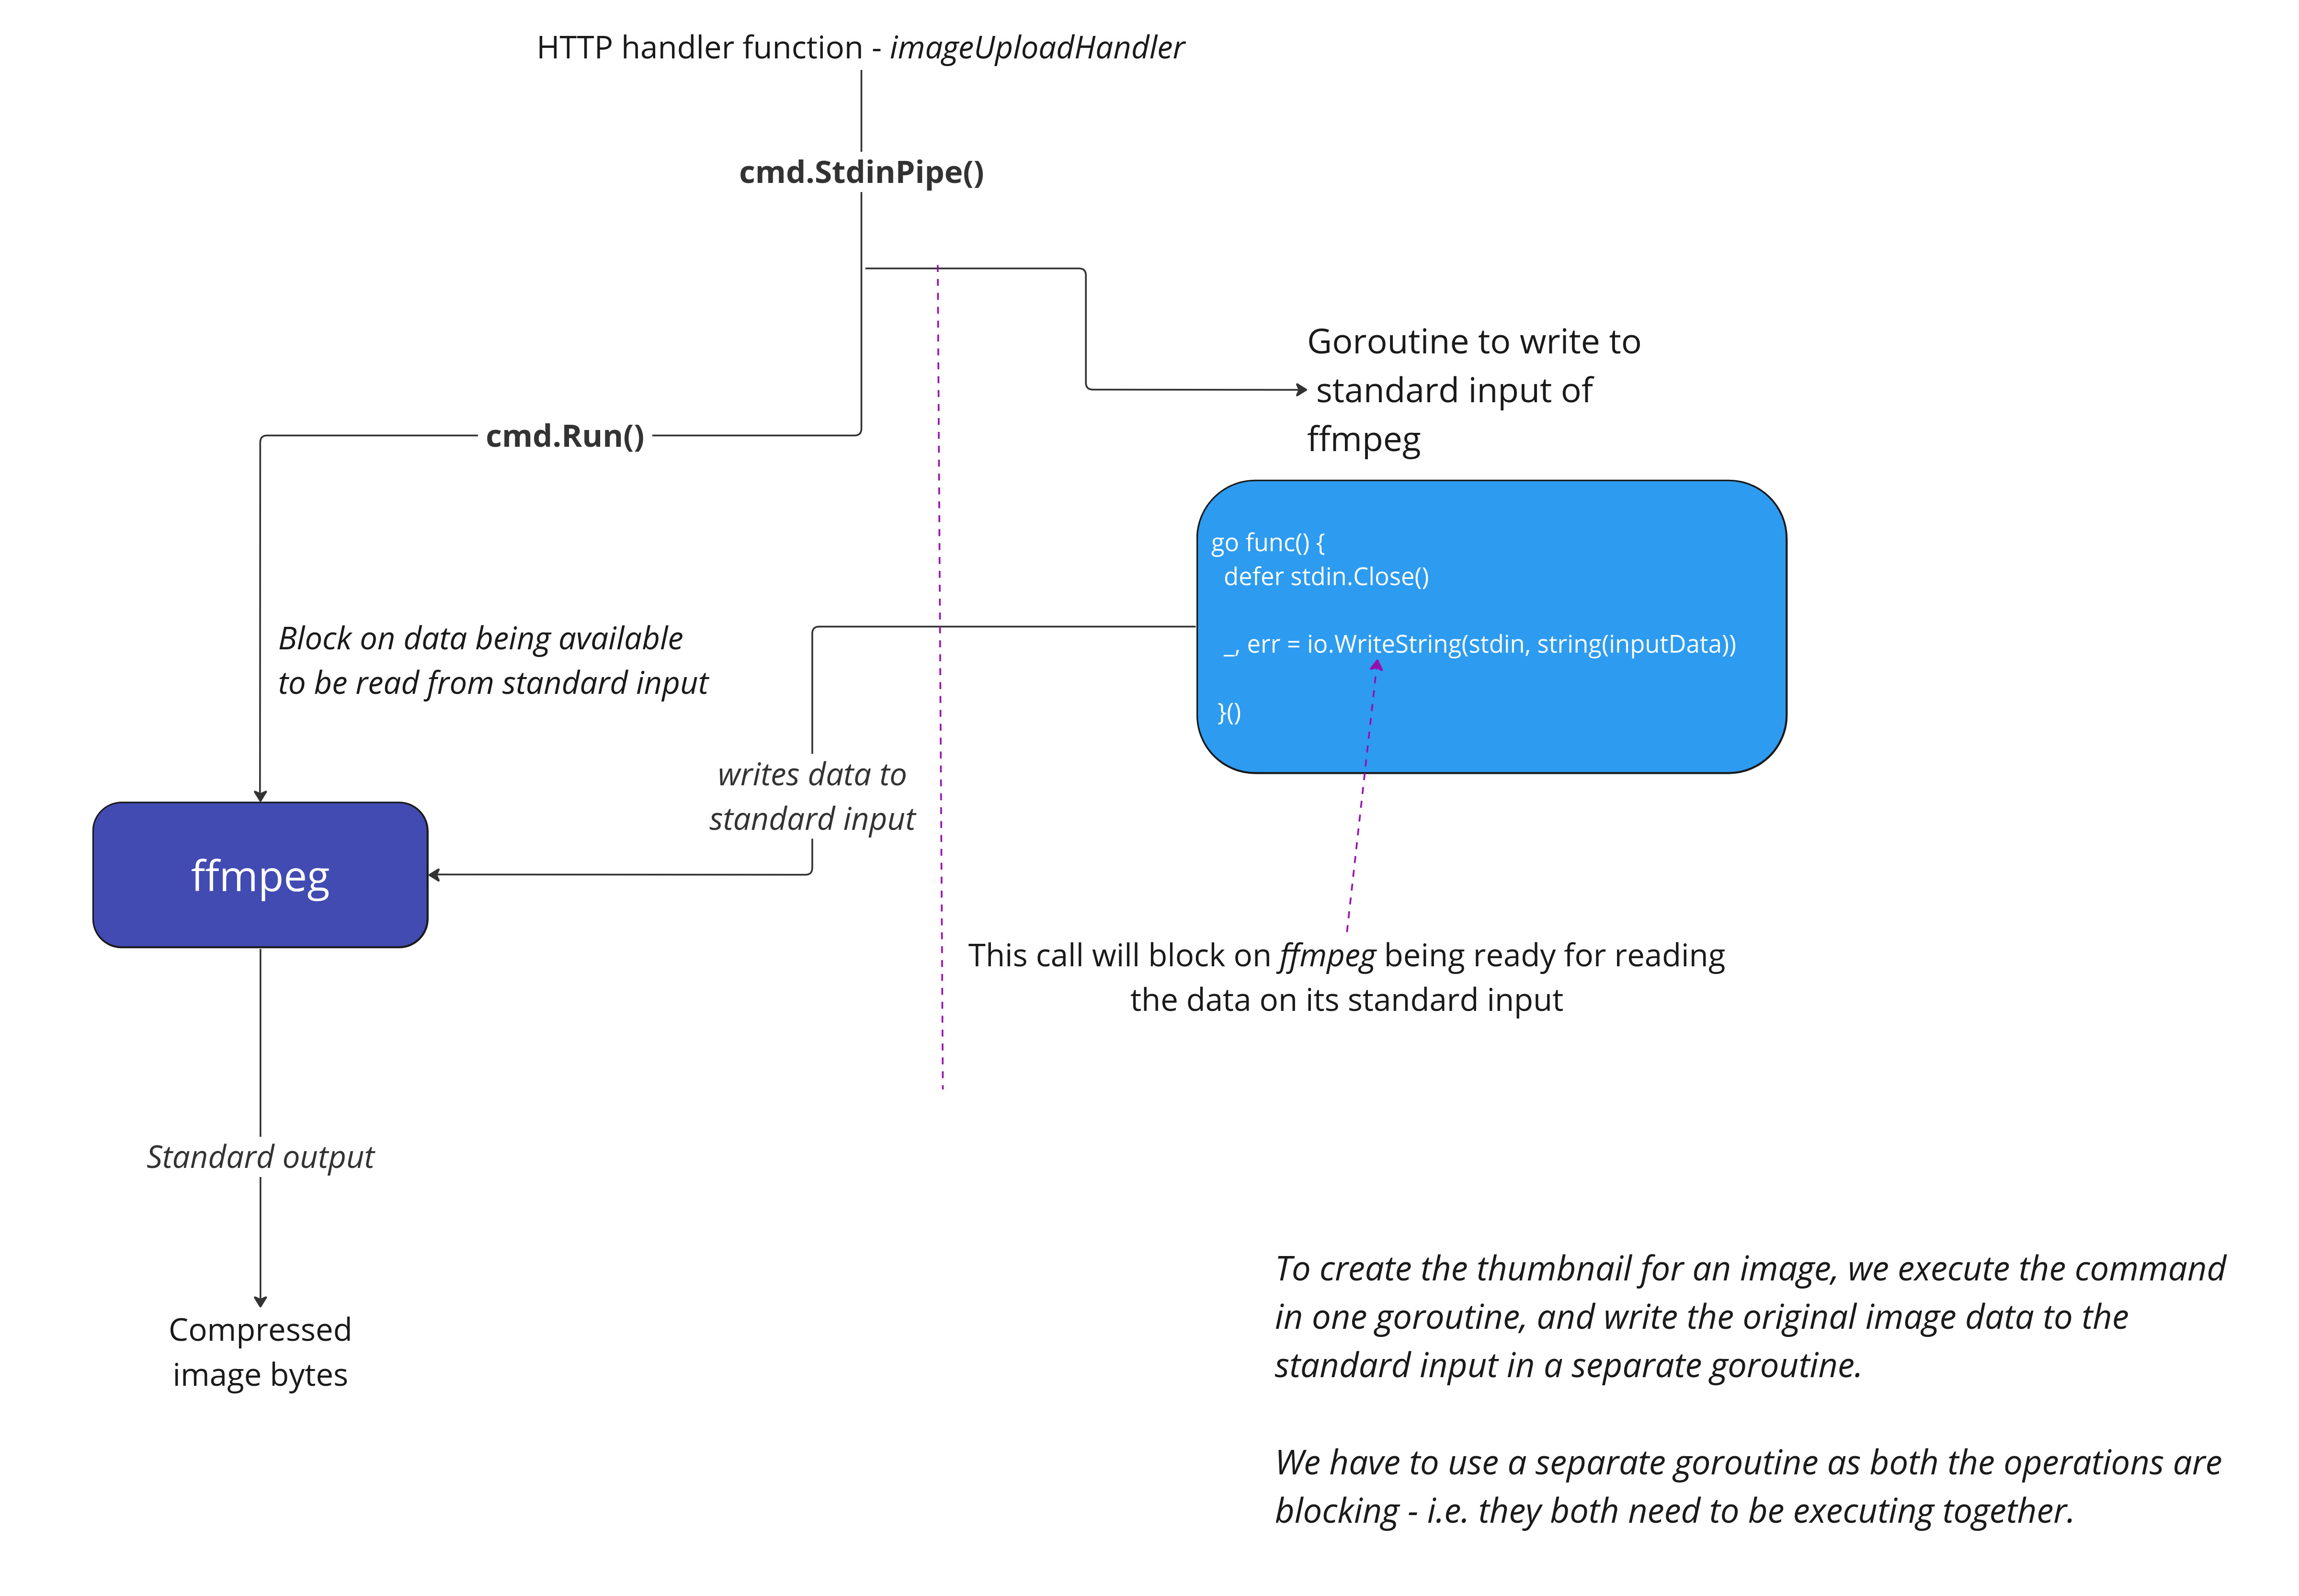 HTTP handler function - imageUploadHandler
cmd.StdinPipe()
Goroutine to write to
standard input of
ffmpeg
cmd.Run()
go func() {
defer stdin.Close()
_, err = io.WriteString(stdin, string(inputData))
}()
Block on data being available
to be read from standard input
writes data to
standard input
ffmpeg
This call will block on ffmpeg being ready for reading
the data on its standard input
Standard output
Compressed
image bytes
To create the thumbnail for an image, we execute the command
in one goroutine, and write the original image data to the
standard input in a separate goroutine.
We have to use a separate goroutine as both the operations are
blocking - i.e. they both need to be executing together.